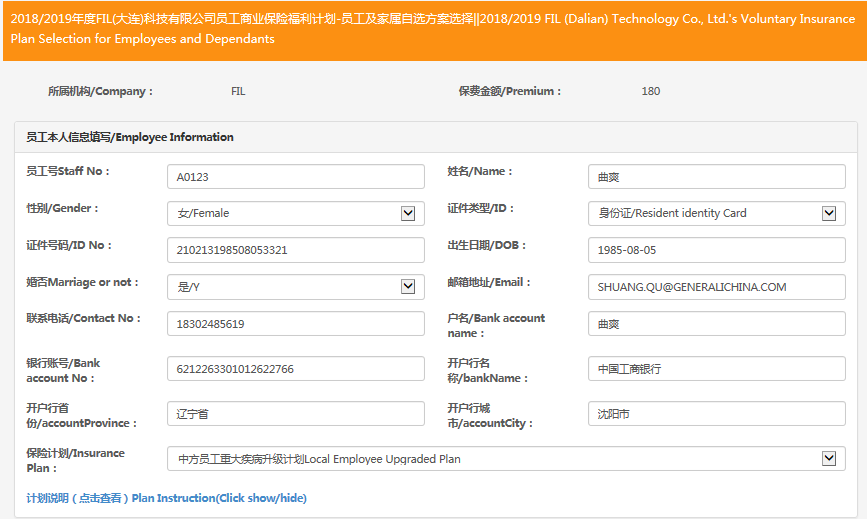 2018/2019年度FIL(大连)科技有限公司员工商业保险福利计划-员工及家属自选方案选择||2018/2019 FIL (Dalian) Technology Co., Ltd.'s Voluntary Insurance
Plan Selection for Employees and Dependants
所属机构/Company： FIL 保费金额/Premium： 180
员工本人信息填写/Employee Information
员工号Staff No： A0123 姓名/Name： 曲奭
性别/Gender： 女/Female 证件类型/ID： 身份证/Resident identity Card
证件号码/ID No： 210213198508053321 出生日期/DOB： 1985-08-05
婚否Marriage or not： 是/Y 邮箱地址/Email： SHUANG.QU@GENERALICHINA.COM
联系电话/Contact No： 18302485619 户名/Bank account
name： 曲奭
银行账号/Bank
account No： 6212263301012622766 开户行名
称/bankName： 中国工商银行
开户行省
份/accountProvince： 辽宁省 开户行城
市/accountCity： 沈阳市
保险计划/Insurance
Plan： 中方员工重大疾病升级计划Local Employee Upgraded Plan
计划说明（点击查看）Plan Instruction(Click show/hide)